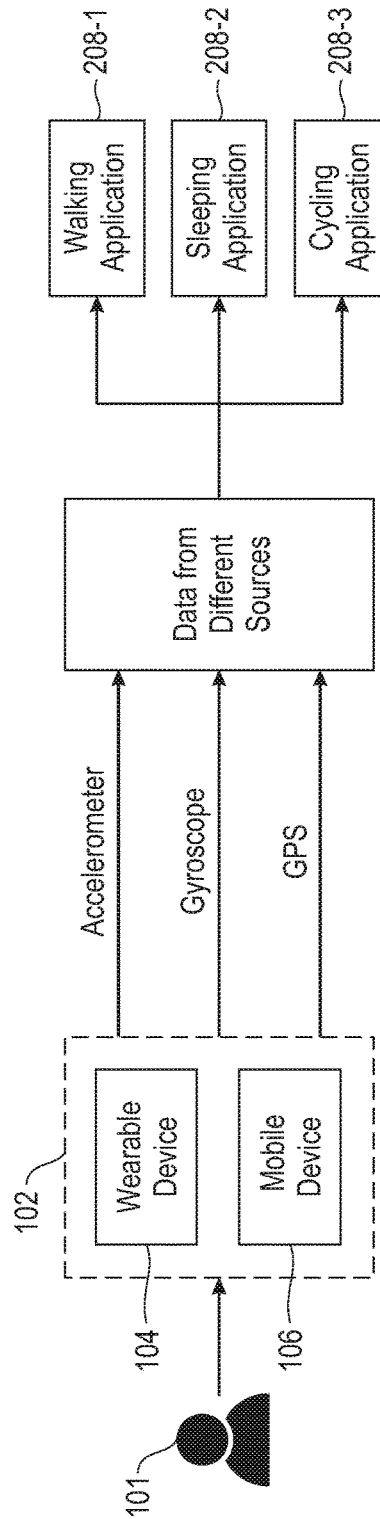 101
102
Wearable
Device
104
Mobile
Device
106
Accelerometer
Gyroscope
GPS
Data from
Different
Sources
Walking
Application
208-1
Sleeping
Application
208-2
Cycling
Application
208-3